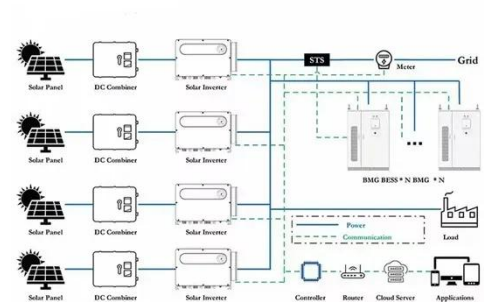 STS
Meter
Grid
Solar Panel
DC Combiner
Solar Inverter
Solar Panel
DC Combiner
Solar Inverter
BMG BESS * N BMG * N
Solar Panel
DC Combiner
Solar Inverter
Power
Communication
Load
Solar Panel
DC Combiner
Solar Inverter
Controller
Router
Cloud Server
Applications